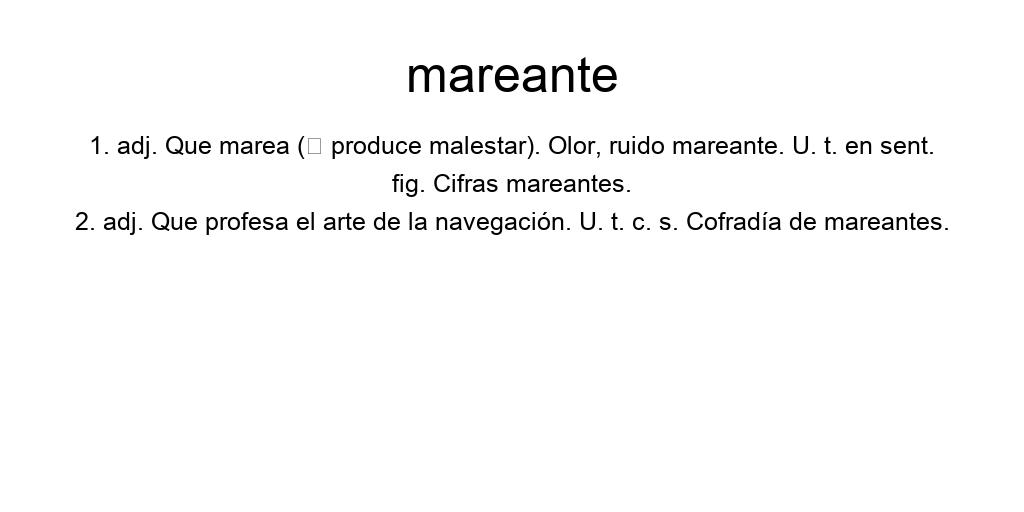 mareante
1. adj. Que marea (□ produce malestar). Olor, ruido mareante. U. t. en sent.
fig. Cifras mareantes.
2. adj. Que profesa el arte de la navegación. U. t. c. s. Cofradía de mareantes.